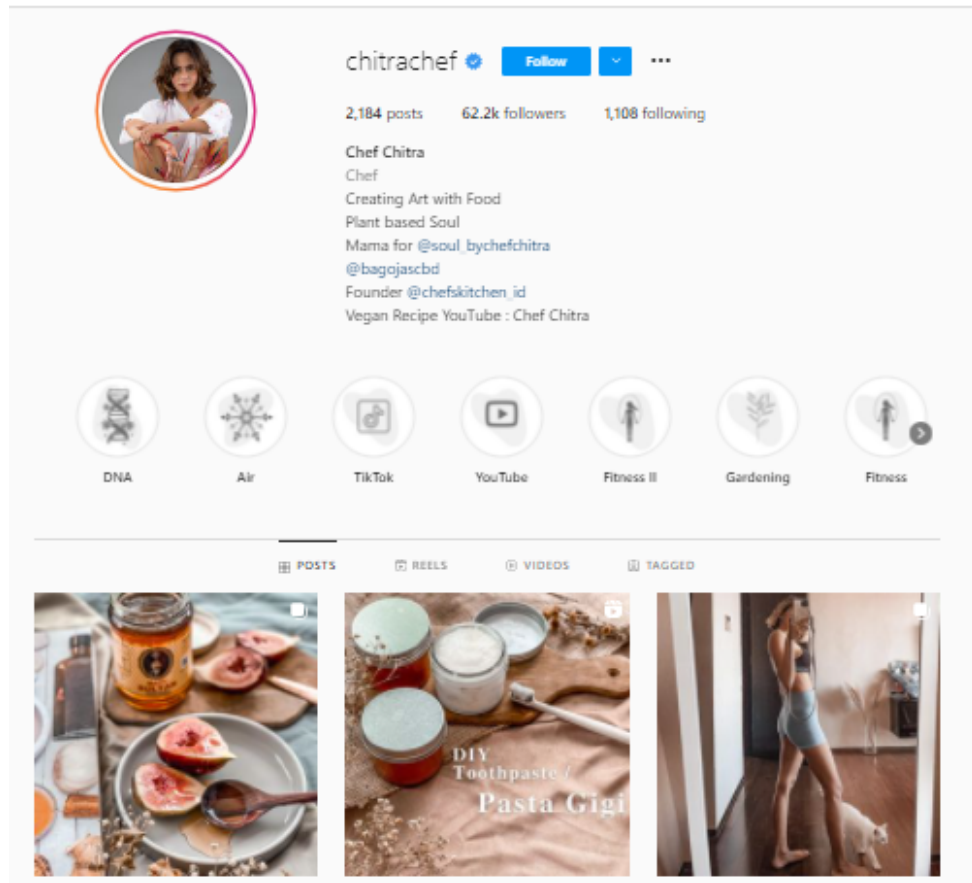 chitrachef Follow
2,184 posts 62.2k followers 1,108 following
Chef Chitra
Chef
Creating Art with Food
Plant based Soul
Mama for @soul_bychefchitra
@bagojascbd
Founder @chefskitchen_id
Vegan Recipe YouTube : Chef Chitra
DNA Air TikTok YouTube Fitness II Gardening Fitness
POSTS REELS VIDEOS TAGGED
DIY
Toothpaste /
Pasta Gigi